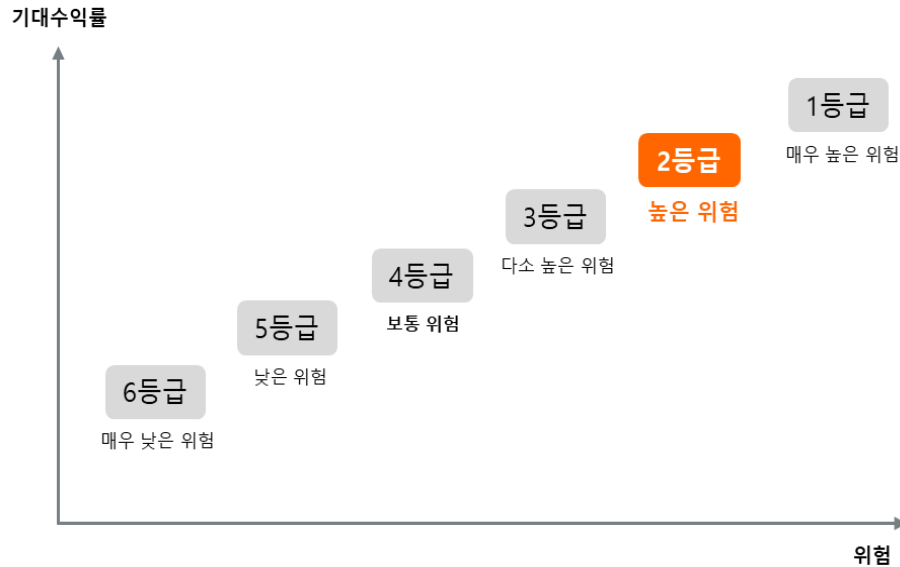 기대수익률
1등급
매우 높은 위험
2등급
높은 위험
3등급
다소 높은 위험
4등급
보통 위험
5등급
낮은 위험
6등급
매우 낮은 위험
위험